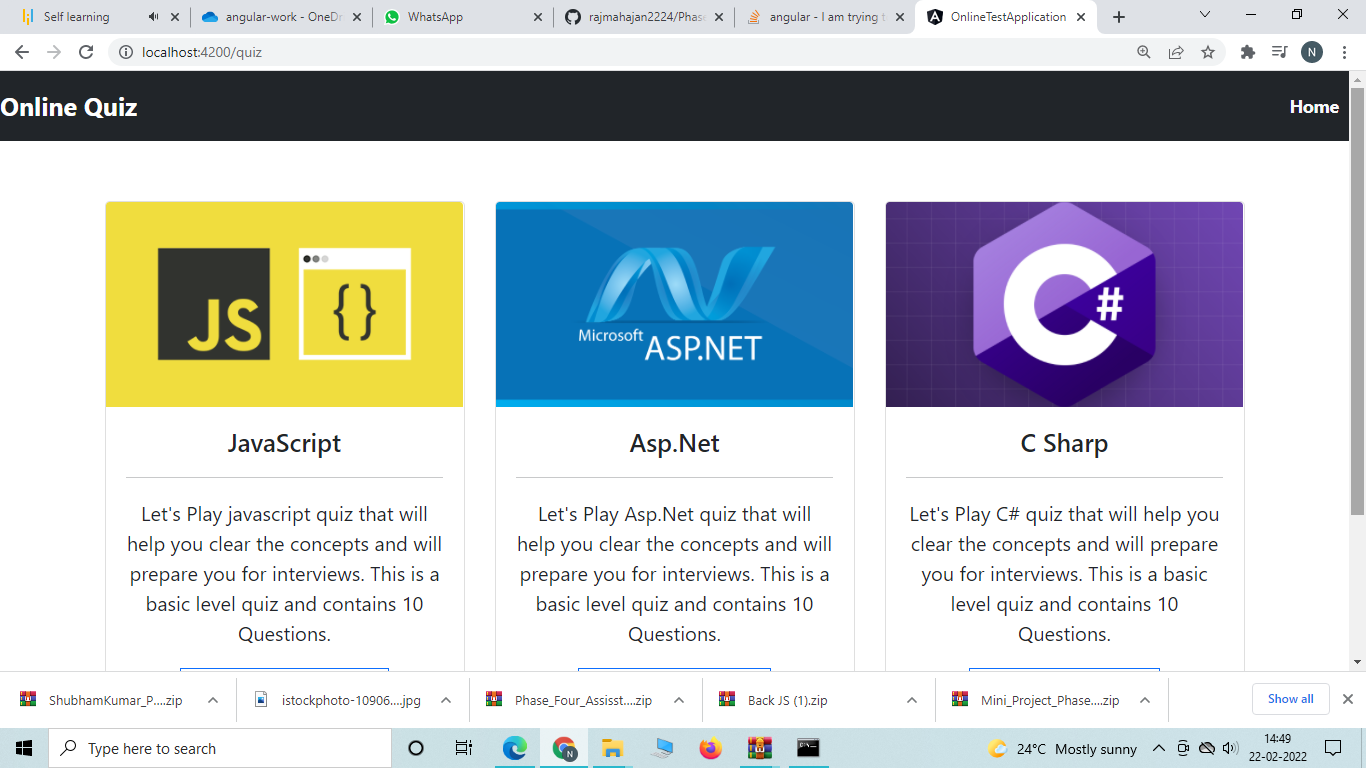 Self learning
angular-work - OneDr
WhatsApp
rajmahajan2224/Phase
angular - I am trying t
OnlineTestApplication
localhost:4200/quiz
N
Online Quiz
Home
JS
{}
Microsoft
ASP.NET
C#
JavaScript
Let's Play javascript quiz that will
help you clear the concepts and will
prepare you for interviews. This is a
basic level quiz and contains 10
Questions.
Asp.Net
Let's Play Asp.Net quiz that will
help you clear the concepts and will
prepare you for interviews. This is a
basic level quiz and contains 10
Questions.
C Sharp
Let's Play C# quiz that will help you
clear the concepts and will prepare
you for interviews. This is a basic
level quiz and contains 10
Questions.
ShubhamKumar_P....zip
istockphoto-10906....jpg
Phase_Four_Assisst....zip
Back JS (1).zip
Mini_Project_Phase....zip
Show all
Type here to search
N
24°C Mostly sunny
14:49
22-02-2022